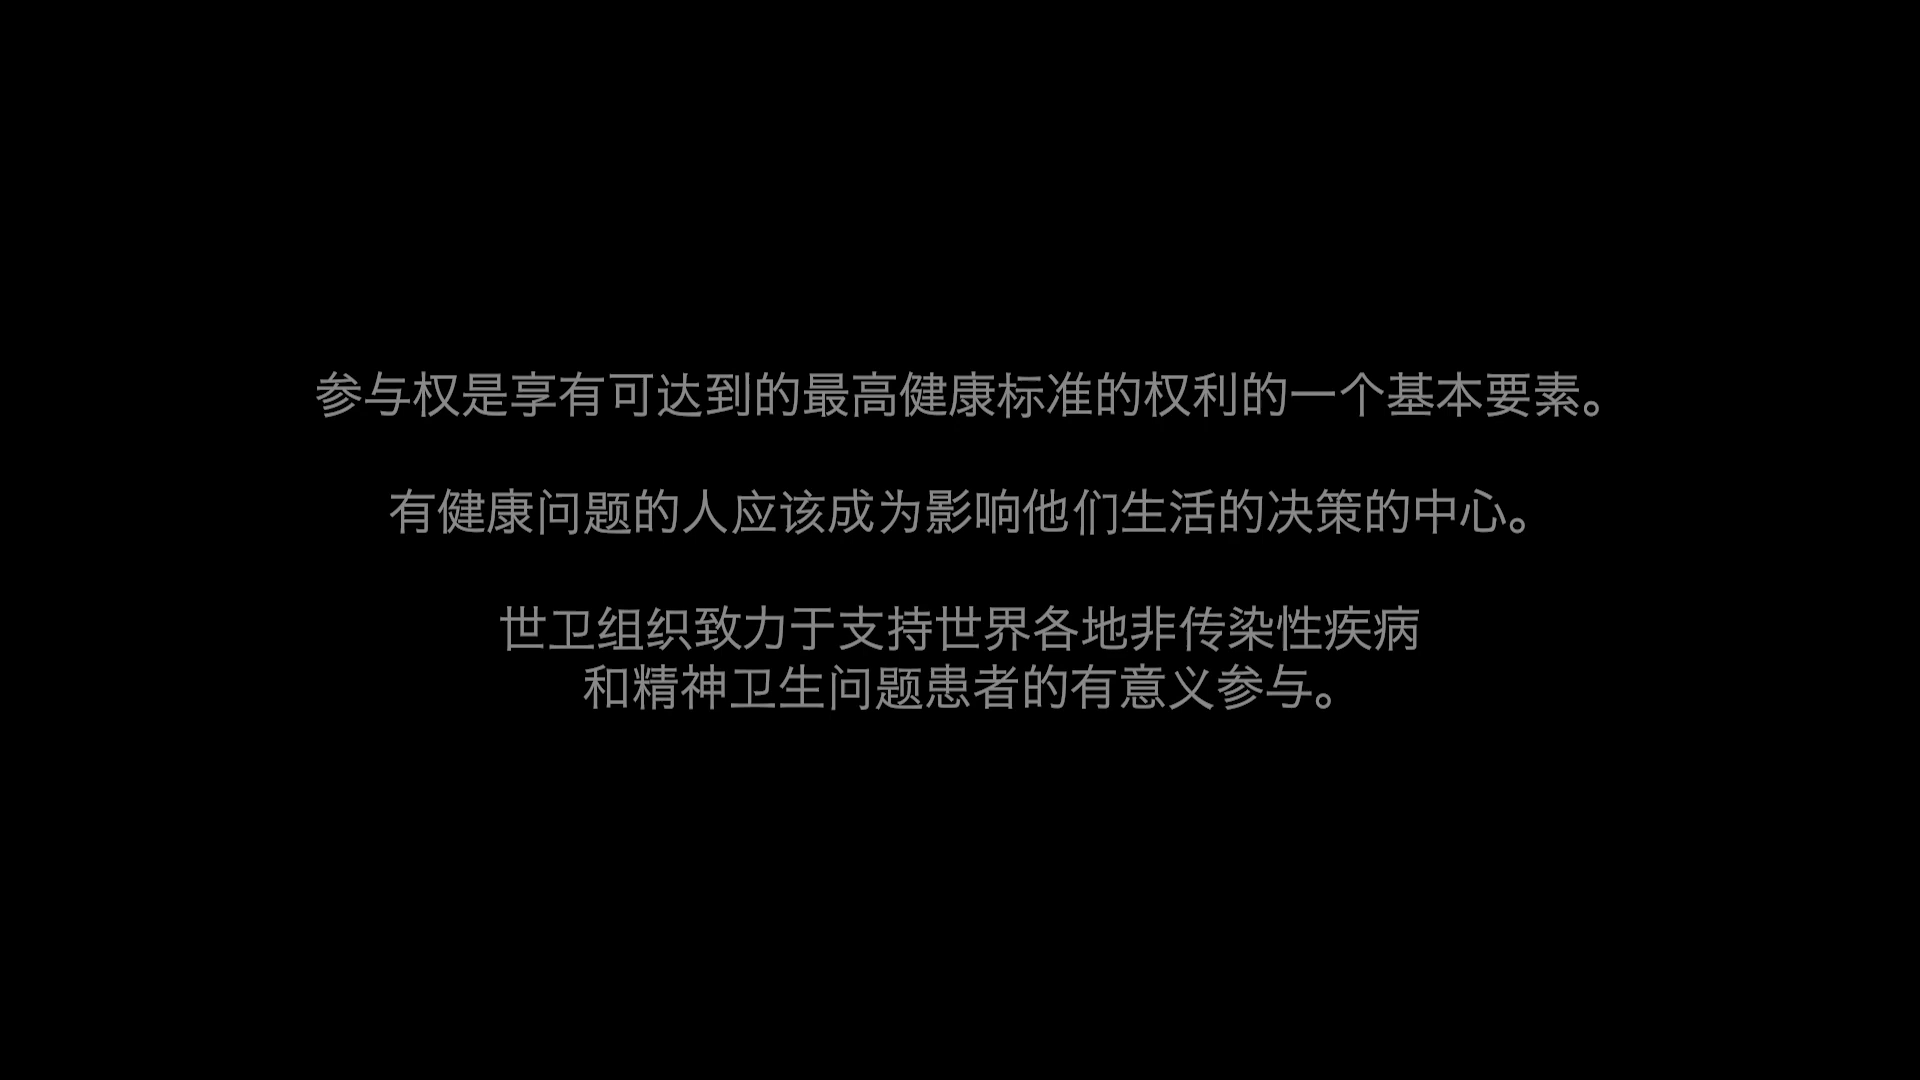 参与权是享有可达到的最高健康标准的权利的一个基本要素。
有健康问题的人应该成为影响他们生活的决策的中心。
世卫组织致力于支持世界各地非传染性疾病
和精神卫生问题患者的有意义参与。